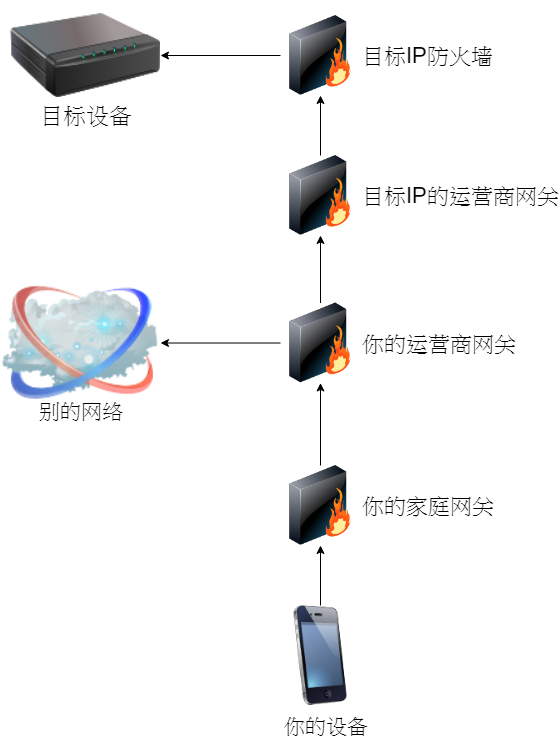 目标IP防火墙
目标设备
目标IP的运营商网关
你的运营商网关
别的网络
你的家庭网关
你的设备